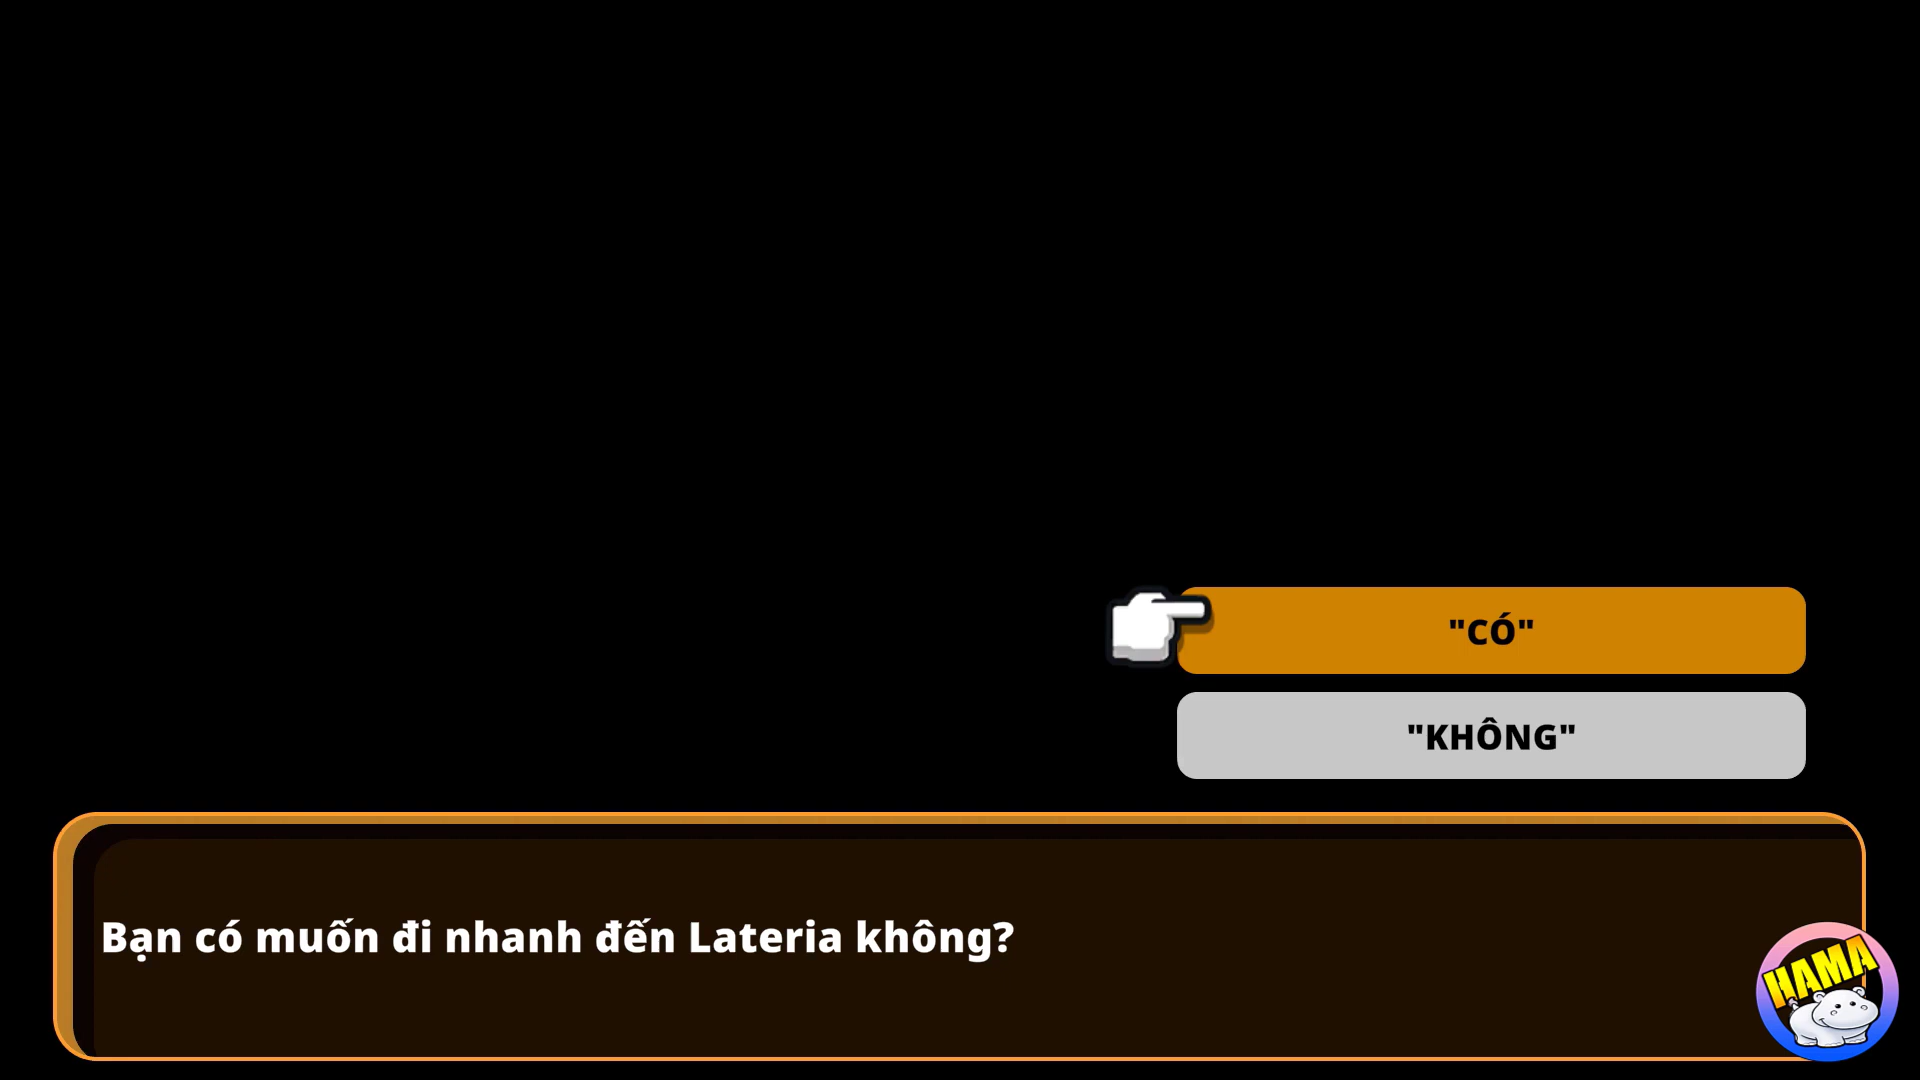 "CÓ"
"KHÔNG"
Bạn có muốn đi nhanh đến Lateria không?
HAMA